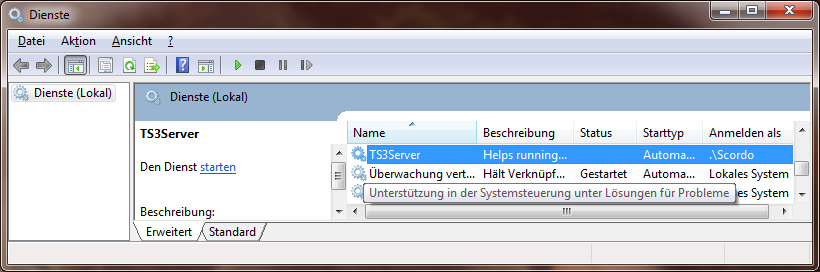 Dienste
Datei Aktion Ansicht ?
Dienste (Lokal)
Dienste (Lokal)
TS3Server
Den Dienst starten
Beschreibung:
Name Beschreibung Status Starttyp Anmelden als
TS3Server Helps running... Automa... .\Scordo
Überwachung vert... Hält Verknüpf... Gestartet Automa... Lokales System
Unterstützung in der Systemsteuerung unter Lösungen für Probleme
Erweitert Standard